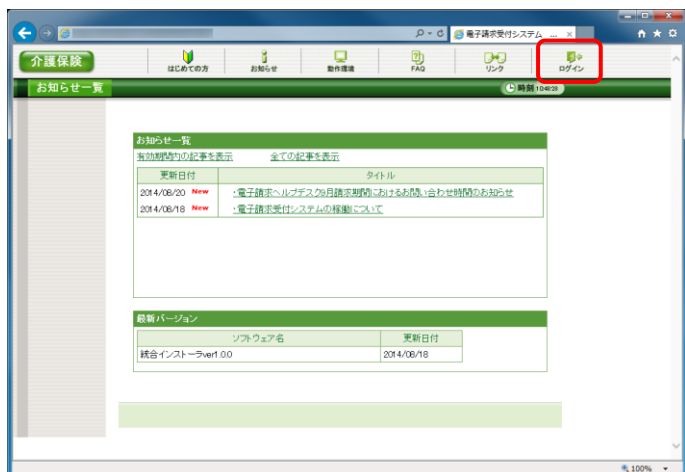 電子請求受付システム ...
介護保険
はじめての方
お知らせ
動作環境
FAQ
リンク
ログイン
お知らせ一覧
時刻 10:48:28
お知らせ一覧
有効期間内の記事を表示 全ての記事を表示
更新日付 タイトル
2014/08/20 New ・電子請求ヘルプデスク9月請求期間におけるお問い合わせ時間のお知らせ
2014/08/18 New ・電子請求受付システムの稼働について
最新バージョン
ソフトウェア名 更新日付
統合インストーラver1.0.0 2014/08/18
100%